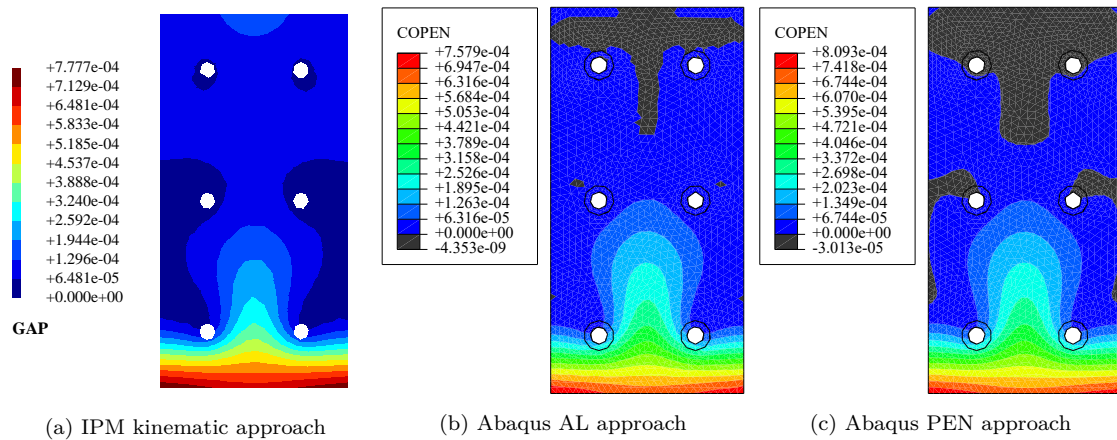 +7.777e-04
+7.129e-04
+6.481e-04
+5.833e-04
+5.185e-04
+4.537e-04
+3.888e-04
+3.240e-04
+2.592e-04
+1.944e-04
+1.296e-04
+6.481e-05
+0.000e+00
GAP
(a) IPM kinematic approach
COPEN
+7.579e-04
+6.947e-04
+6.316e-04
+5.684e-04
+5.053e-04
+4.421e-04
+3.789e-04
+3.158e-04
+2.526e-04
+1.895e-04
+1.263e-04
+6.316e-05
+0.000e+00
-4.353e-09
(b) Abaqus AL approach
COPEN
+8.093e-04
+7.418e-04
+6.744e-04
+6.070e-04
+5.395e-04
+4.721e-04
+4.046e-04
+3.372e-04
+2.698e-04
+2.023e-04
+1.349e-04
+6.744e-05
+0.000e+00
-3.013e-05
(c) Abaqus PEN approach